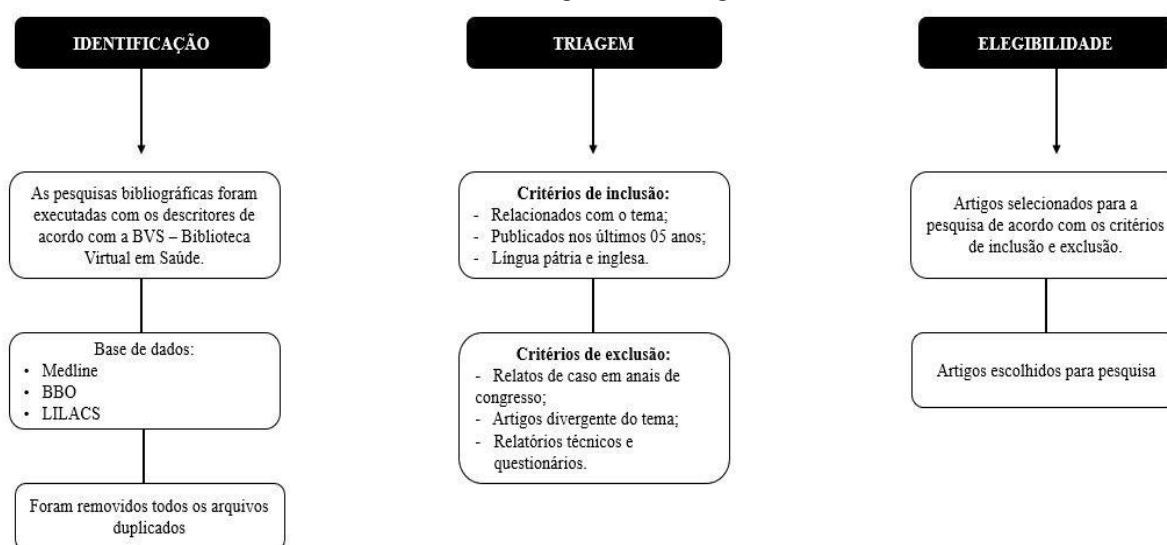 IDENTIFICAÇÃO
As pesquisas bibliográficas foram
executadas com os descritores de
acordo com a BVS – Biblioteca
Virtual em Saúde.
Base de dados:
• Medline
• BBO
• LILACS
Foram removidos todos os arquivos
duplicados
TRIAGEM
Critérios de inclusão:
- Relacionados com o tema;
- Publicados nos últimos 05 anos;
- Língua pátria e inglesa.
Critérios de exclusão:
- Relatos de caso em anais de
congresso;
- Artigos divergente do tema;
- Relatórios técnicos e
questionários.
ELEGIBILIDADE
Artigos selecionados para a
pesquisa de acordo com os critérios
de inclusão e exclusão.
Artigos escolhidos para pesquisa